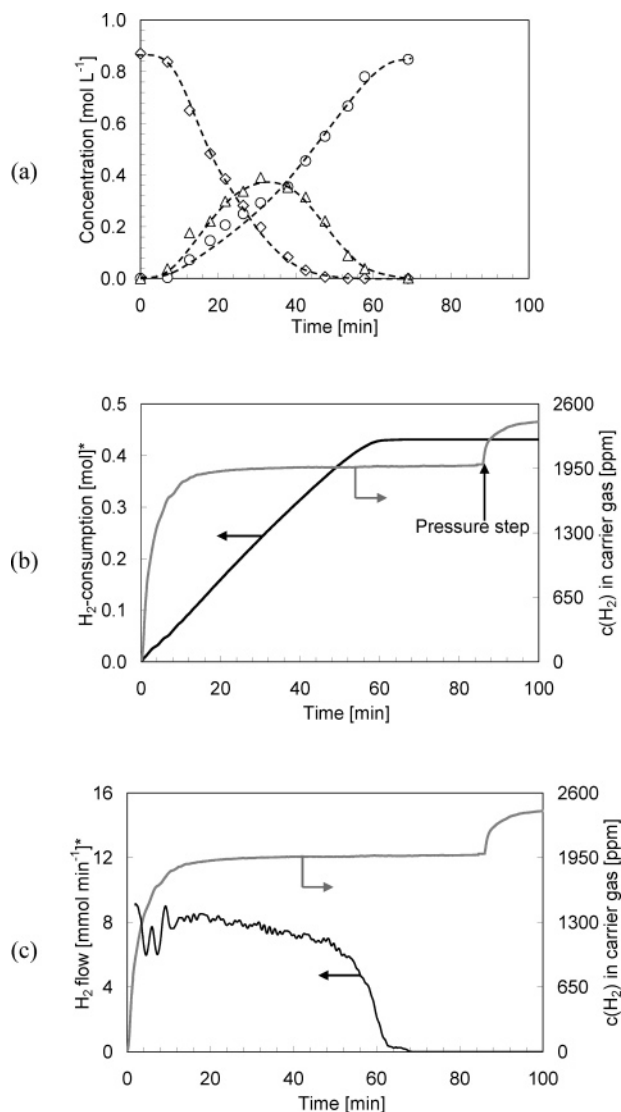 (a)
Concentration [mol L-1]
1.0
0.8
0.6
0.4
0.2
0.0
0 20 40 60 80 100
Time [min]
(b)
H2-consumption [mol]*
0.5
0.4
0.3
0.2
0.1
0.0
2600
1950
1300
650
0
c(H2) in carrier gas [ppm]
Pressure step
0 20 40 60 80 100
Time [min]
(c)
H2 flow [mmol min-1]*
16
12
8
4
0
2600
1950
1300
650
0
c(H2) in carrier gas [ppm]
0 20 40 60 80 100
Time [min]